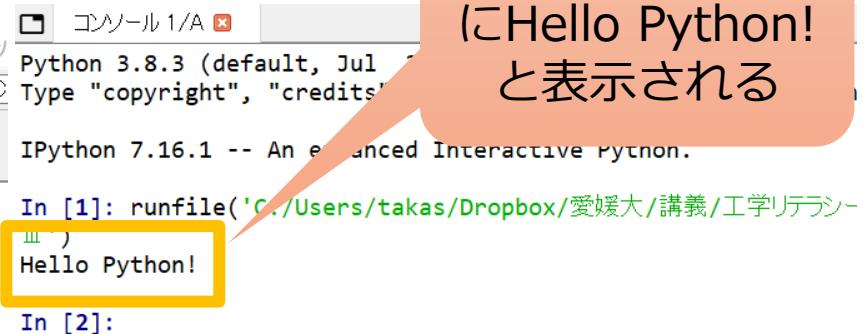 コンソール 1/A
にHello Python!
と表示される
Python 3.8.3 (default, Jul
Type "copyright", "credits"
IPython 7.16.1 -- An enhanced Interactive Python.
In [1]: runfile('C:/Users/takas/Dropbox/愛媛大/講義/工学リテラシー
Ⅲ')
Hello Python!
In [2]: